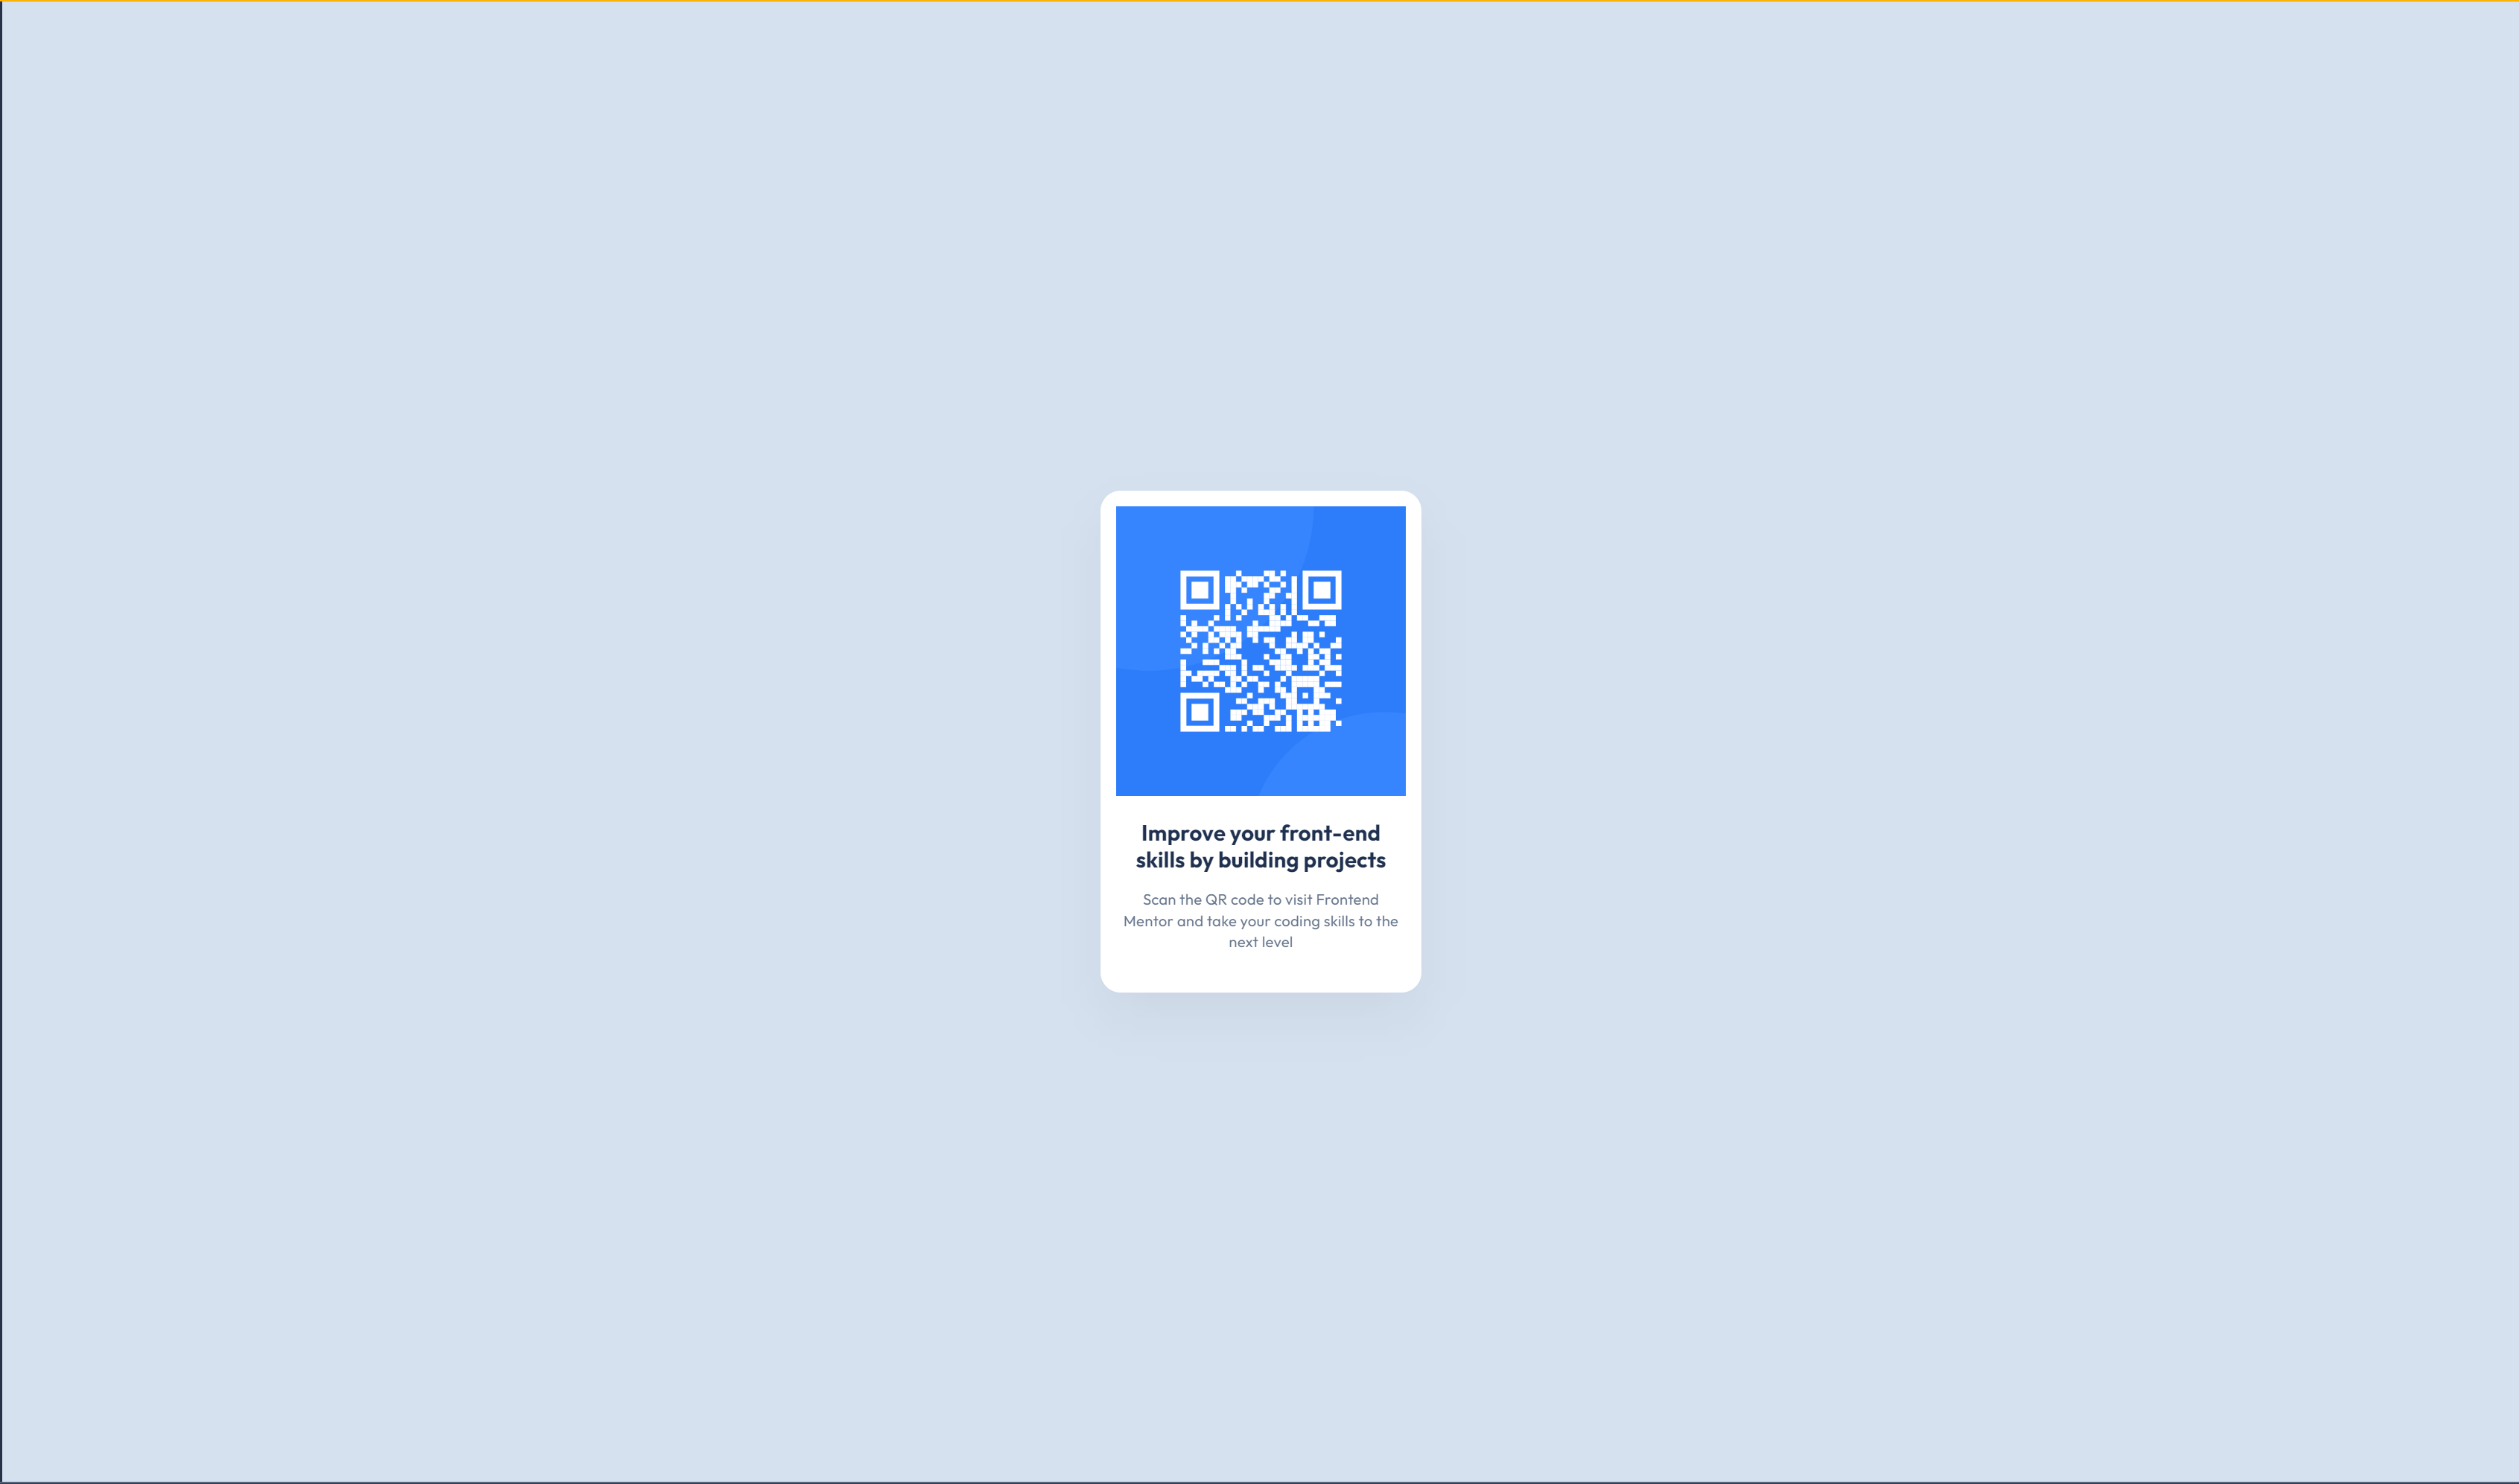 Improve your front-end
skills by building projects
Scan the QR code to visit Frontend
Mentor and take your coding skills to the
next level